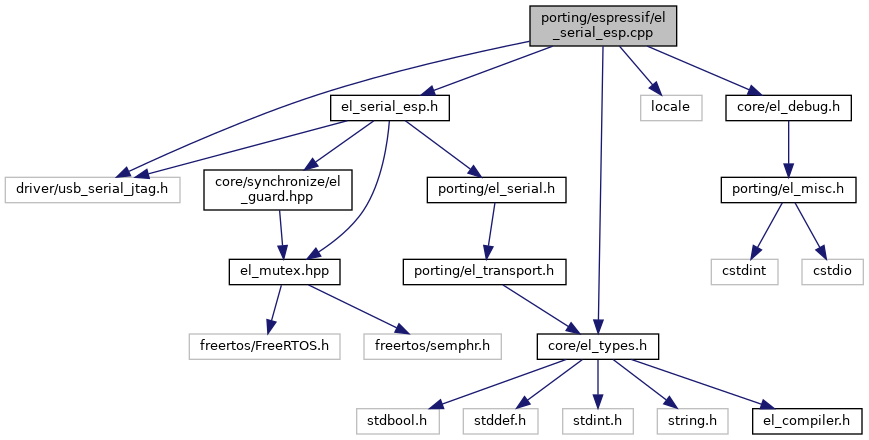 porting/espressif/el
_serial_esp.cpp
el_serial_esp.h
locale
core/el_debug.h
driver/usb_serial_jtag.h
core/synchronize/el
_guard.hpp
porting/el_serial.h
porting/el_misc.h
el_mutex.hpp
porting/el_transport.h
cstdint
cstdio
freertos/FreeRTOS.h
freertos/semphr.h
core/el_types.h
stdbool.h
stddef.h
stdint.h
string.h
el_compiler.h